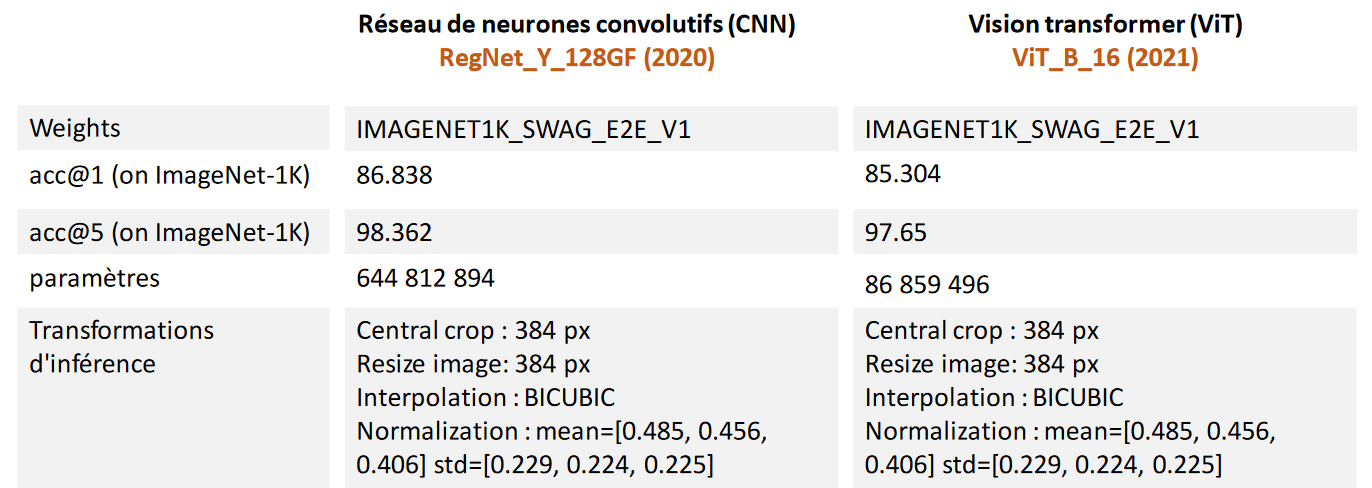 Réseau de neurones convolutifs (CNN)
RegNet_Y_128GF (2020)
Vision transformer (ViT)
ViT_B_16 (2021)
Weights
IMAGENET1K_SWAG_E2E_V1
IMAGENET1K_SWAG_E2E_V1
acc@1 (on ImageNet-1K)
86.838
85.304
acc@5 (on ImageNet-1K)
98.362
97.65
paramètres
644 812 894
86 859 496
Transformations
d'inférence
Central crop : 384 px
Resize image: 384 px
Interpolation : BICUBIC
Normalization : mean=[0.485, 0.456,
0.406] std=[0.229, 0.224, 0.225]
Central crop : 384 px
Resize image: 384 px
Interpolation : BICUBIC
Normalization : mean=[0.485, 0.456,
0.406] std=[0.229, 0.224, 0.225]